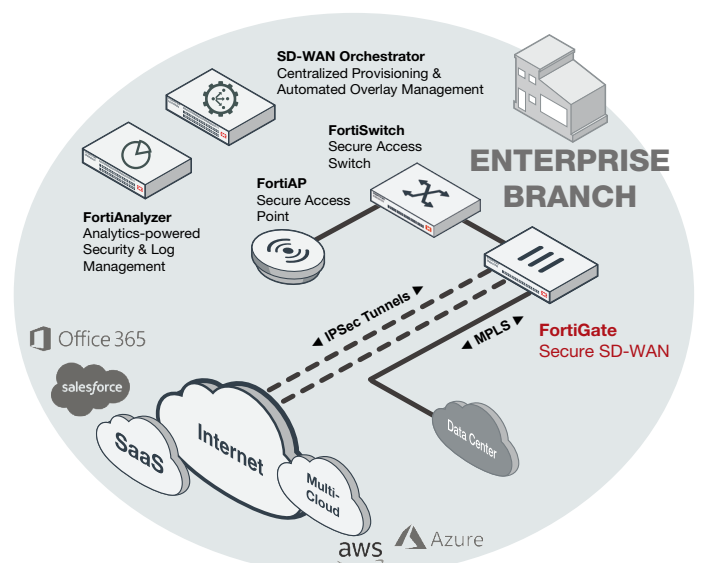 SD-WAN Orchestrator
Centralized Provisioning &
Automated Overlay Management
FortiSwitch
Secure Access
Switch
ENTERPRISE
BRANCH
FortiAP
Secure Access
Point
FortiAnalyzer
Analytics-powered
Security & Log
Management
IPSec Tunnels
MPLS
FortiGate
Secure SD-WAN
Office 365
salesforce
SaaS
Internet
Multi-
Cloud
Data Center
aws
Azure